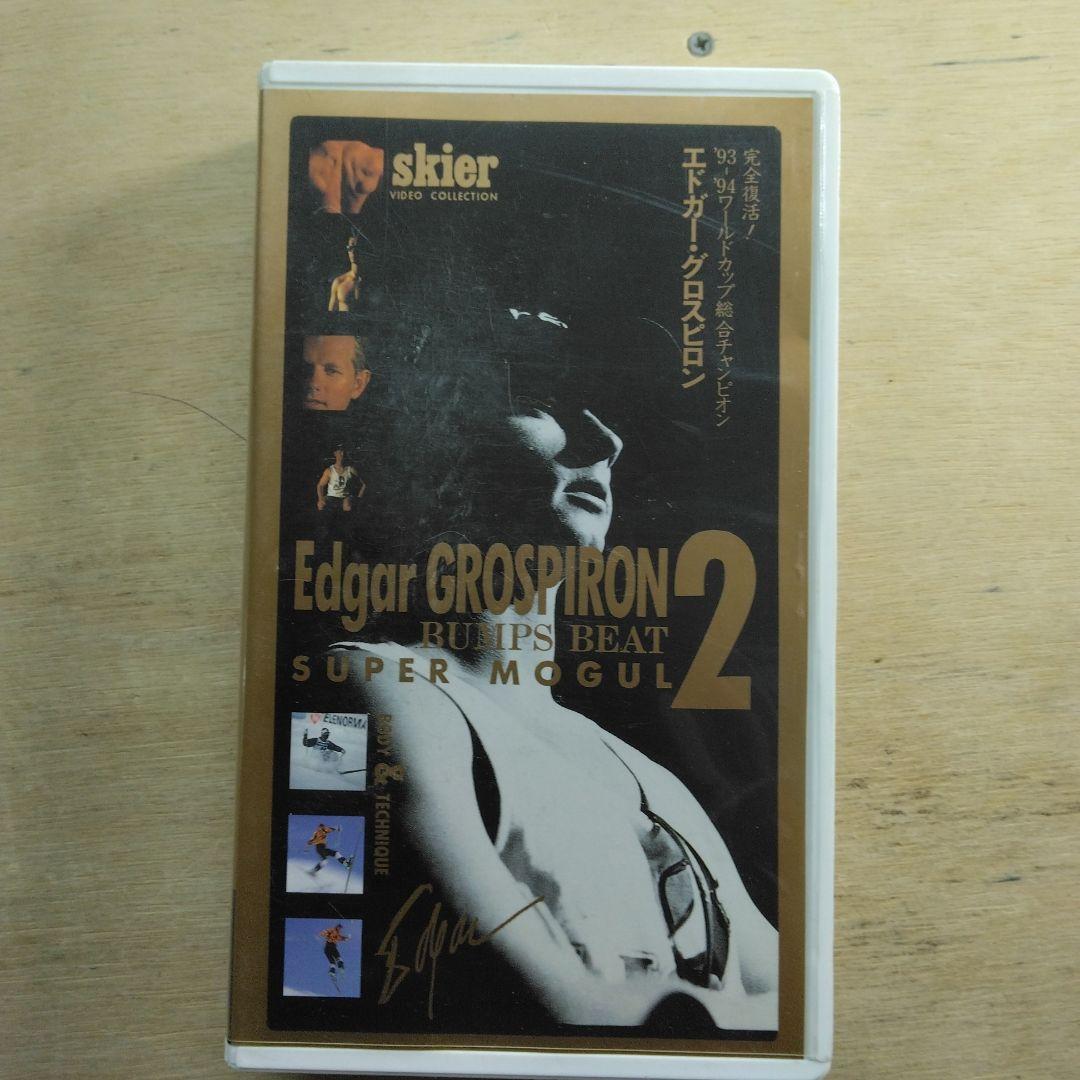 skier
VIDEO COLLECTION
完全復活!
'93-'94ワールドカップ総合チャンピオン
エドガー・グロスピロン
Edgar GROSPIRON 2
BUMPS BEAT
SUPER MOGUL
BODY & TECHNIQUE
ELENORMA
Edgar